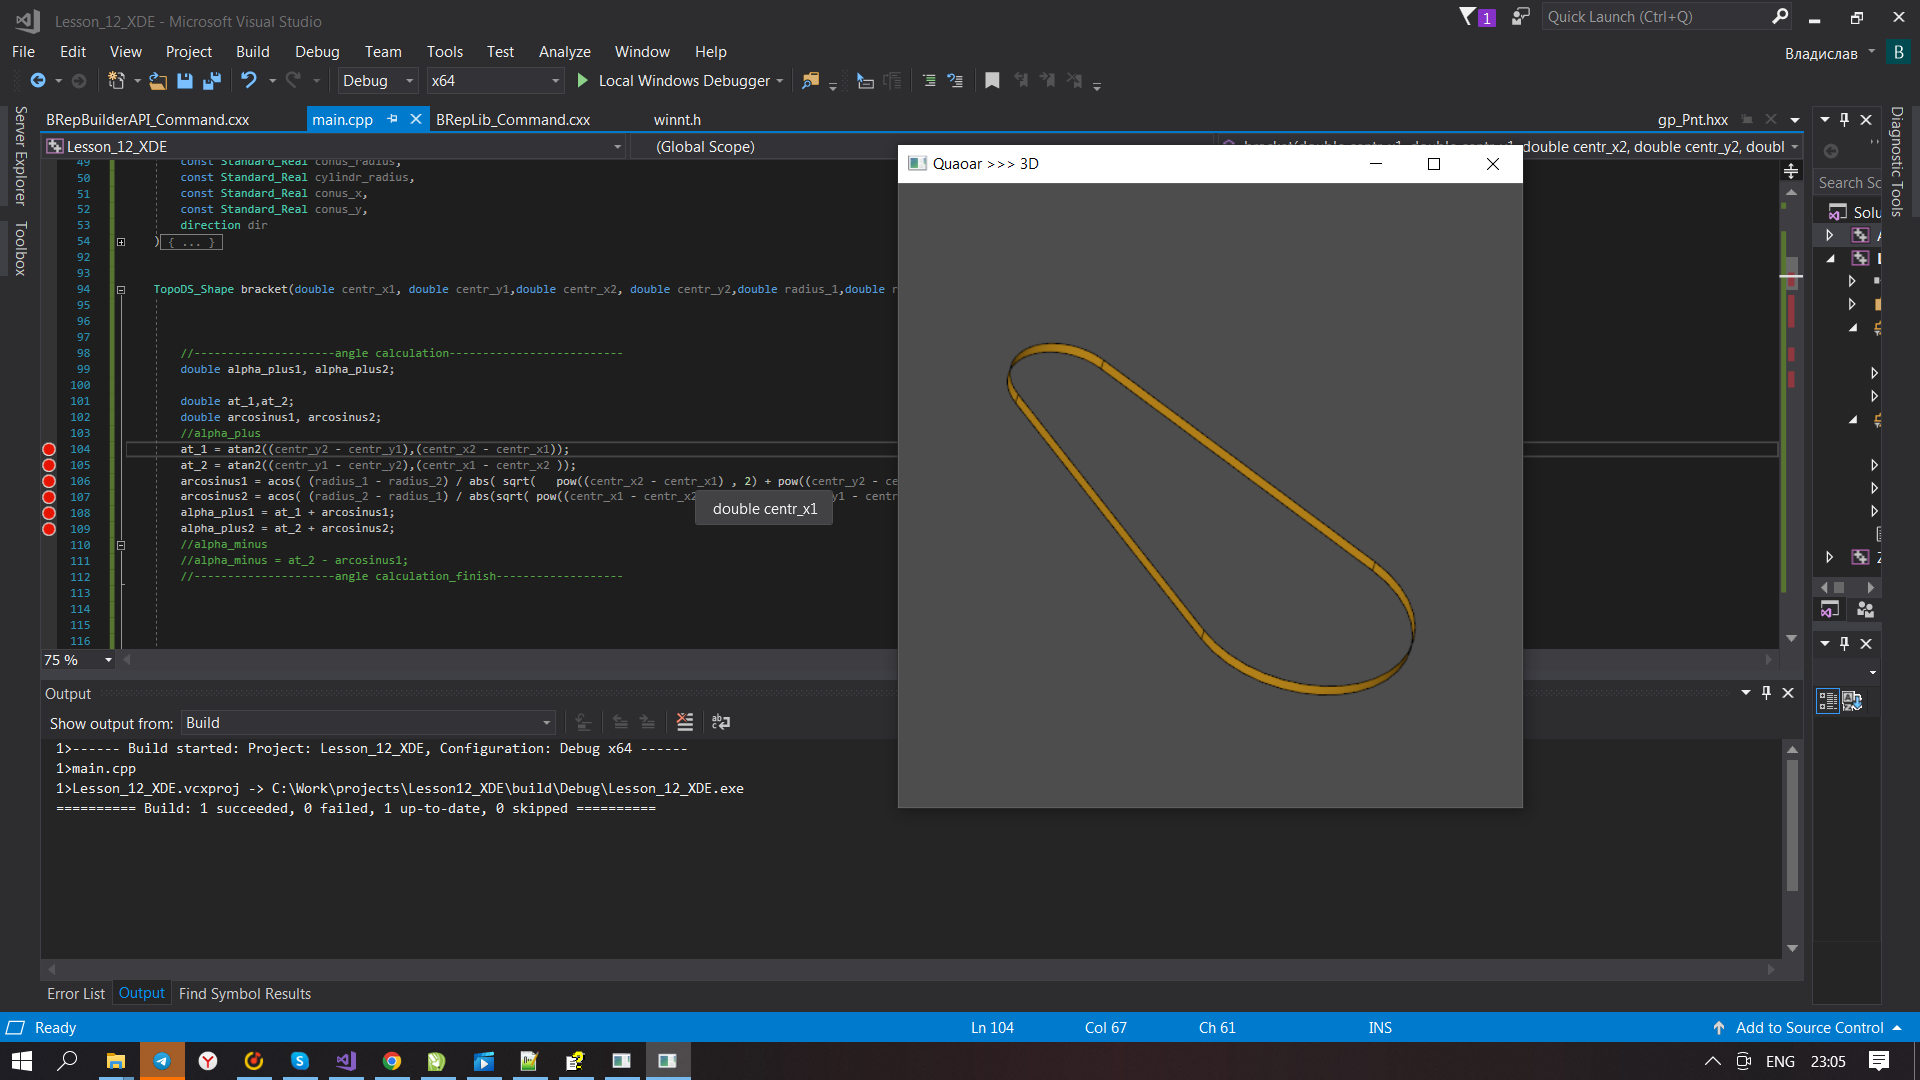 Lesson_12_XDE - Microsoft Visual Studio
1
Quick Launch (Ctrl+Q)
File Edit View Project Build Debug Team Tools Test Analyze Window Help
Владислав B
Debug x64 Local Windows Debugger
Server Explorer
Toolbox
BRepBuilderAPI_Command.cxx main.cpp BRepLib_Command.cxx winnt.h gp_Pnt.hxx
Lesson_12_XDE (Global Scope) double centr_x2, double centr_y2, doubl
49 const Standard_Real conus_radius,
50 const Standard_Real cylindr_radius,
51 const Standard_Real conus_x,
52 const Standard_Real conus_y,
53 direction dir
54 ){ ... }
92
93
94 TopoDS_Shape bracket(double centr_x1, double centr_y1,double centr_x2, double centr_y2,double radius_1,double r
95
96
97
98 //---------------------angle calculation--------------------------
99 double alpha_plus1, alpha_plus2;
100
101 double at_1,at_2;
102 double arcosinus1, arcosinus2;
103 //alpha_plus
104 at_1 = atan2((centr_y2 - centr_y1),(centr_x2 - centr_x1));
105 at_2 = atan2((centr_y1 - centr_y2),(centr_x1 - centr_x2 ));
106 arcosinus1 = acos( (radius_1 - radius_2) / abs( sqrt( pow((centr_x2 - centr_x1) , 2) + pow((centr_y2 - ce
107 arcosinus2 = acos( (radius_2 - radius_1) / abs(sqrt( pow((centr_x1 - centr_x2 y1 - centr
108 alpha_plus1 = at_1 + arcosinus1;
109 alpha_plus2 = at_2 + arcosinus2;
110 //alpha_minus
111 //alpha_minus = at_2 - arcosinus1;
112 //---------------------angle calculation_finish-------------------
113
114
115
116
double centr_x1
75 %
Quaoar >>> 3D
Output
Show output from: Build
1>------ Build started: Project: Lesson_12_XDE, Configuration: Debug x64 ------
1>main.cpp
1>Lesson_12_XDE.vcxproj -> C:\Work\projects\Lesson12_XDE\build\Debug\Lesson_12_XDE.exe
========== Build: 1 succeeded, 0 failed, 1 up-to-date, 0 skipped ==========
Error List Output Find Symbol Results
Search Sc
Solu
Diagnostic Tools
Ready Ln 104 Col 67 Ch 61 INS Add to Source Control
ENG 23:05